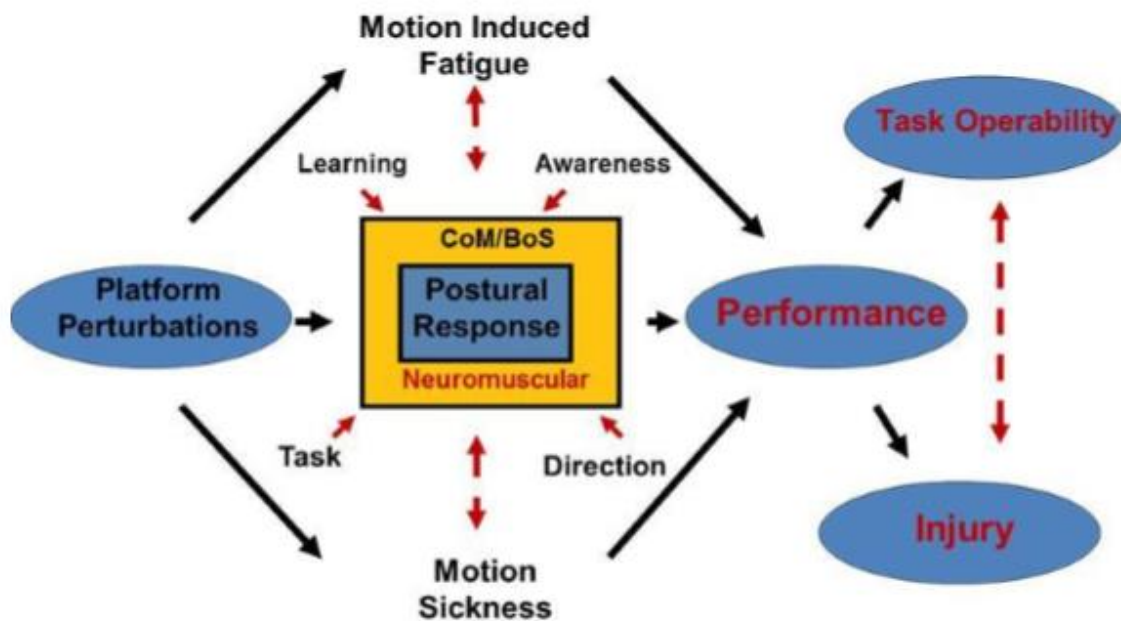 Motion Induced
Fatigue
Task Operability
Learning
Awareness
CoM/BoS
Platform
Perturbations
Postural
Response
Performance
Neuromuscular
Task
Direction
Injury
Motion
Sickness